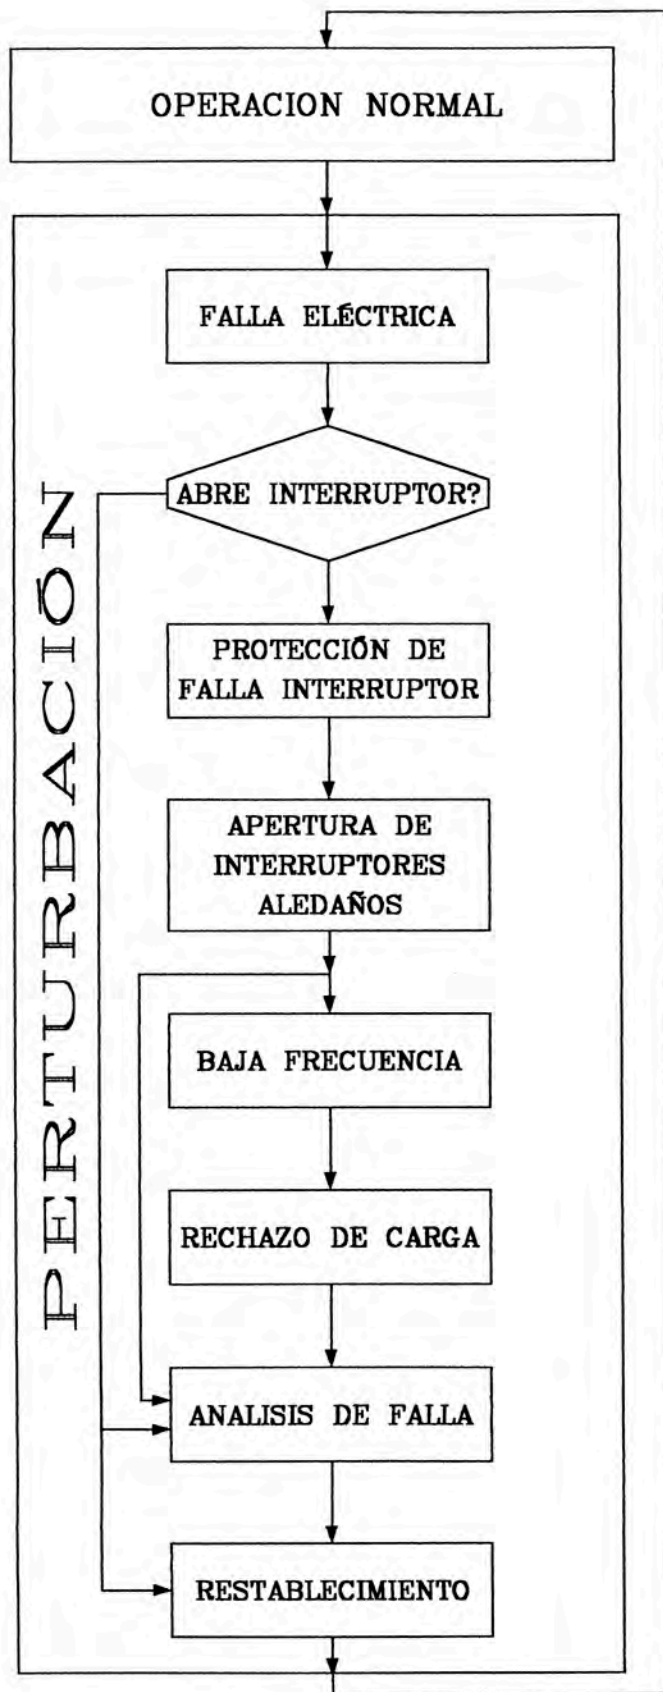 OPERACION NORMAL
FALLA ELÉCTRICA
ABRE INTERRUPTOR?
PROTECCIÓN DE
FALLA INTERRUPTOR
APERTURA DE
INTERRUPTORES
ALEDAÑOS
BAJA FRECUENCIA
RECHAZO DE CARGA
ANALISIS DE FALLA
RESTABLECIMIENTO
PERTURBACIÓN